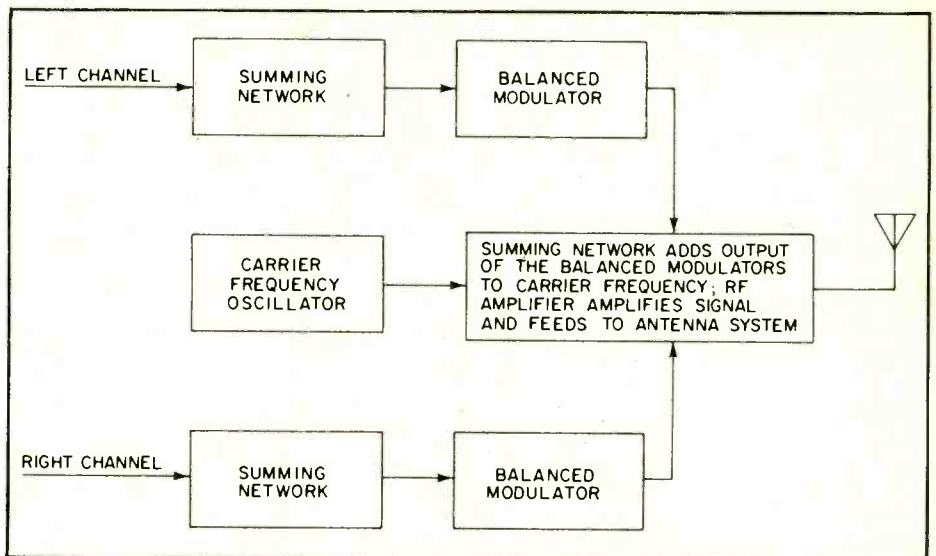 LEFT CHANNEL
SUMMING
NETWORK
BALANCED
MODULATOR
CARRIER
FREQUENCY
OSCILLATOR
SUMMING NETWORK ADDS OUTPUT
OF THE BALANCED MODULATORS
TO CARRIER FREQUENCY; RF
AMPLIFIER AMPLIFIES SIGNAL
AND FEEDS TO ANTENNA SYSTEM
RIGHT CHANNEL
SUMMING
NETWORK
BALANCED
MODULATOR